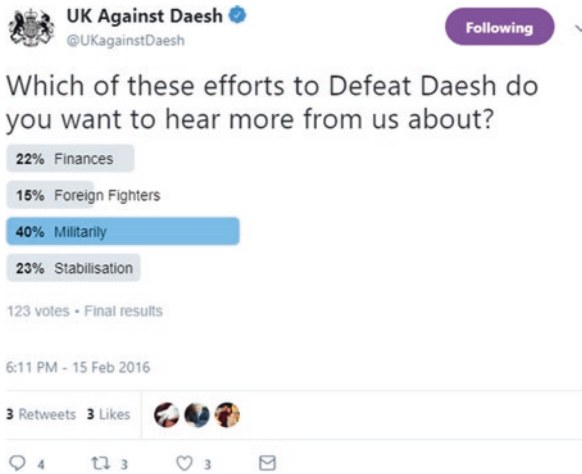 UK Against Daesh
@UKagainstDaesh
Following
Which of these efforts to Defeat Daesh do
you want to hear more from us about?
22% Finances
15% Foreign Fighters
40% Militarily
23% Stabilisation
123 votes • Final results
6:11 PM - 15 Feb 2016
3 Retweets 3 Likes
4 3 3